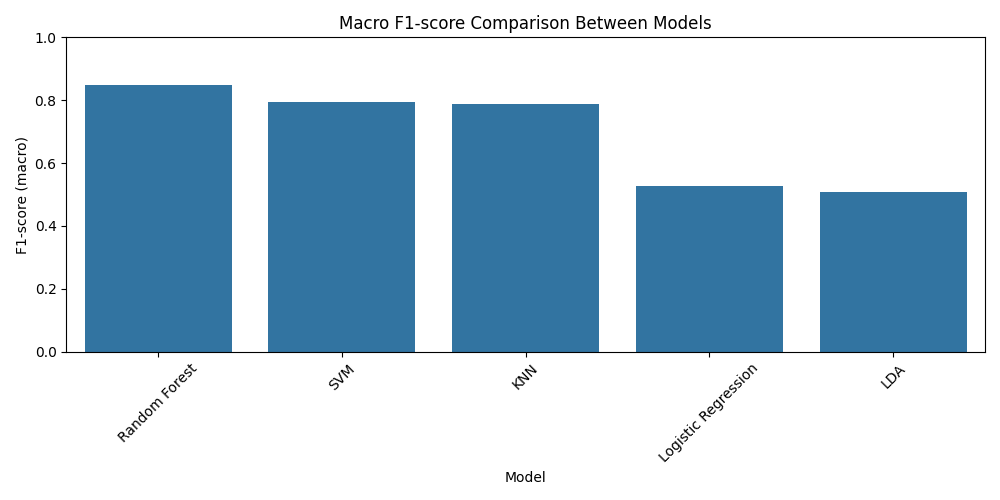 Macro F1-score Comparison Between Models
F1-score (macro)
1.0
0.8
0.6
0.4
0.2
0.0
Random Forest
SVM
KNN
Logistic Regression
LDA
Model